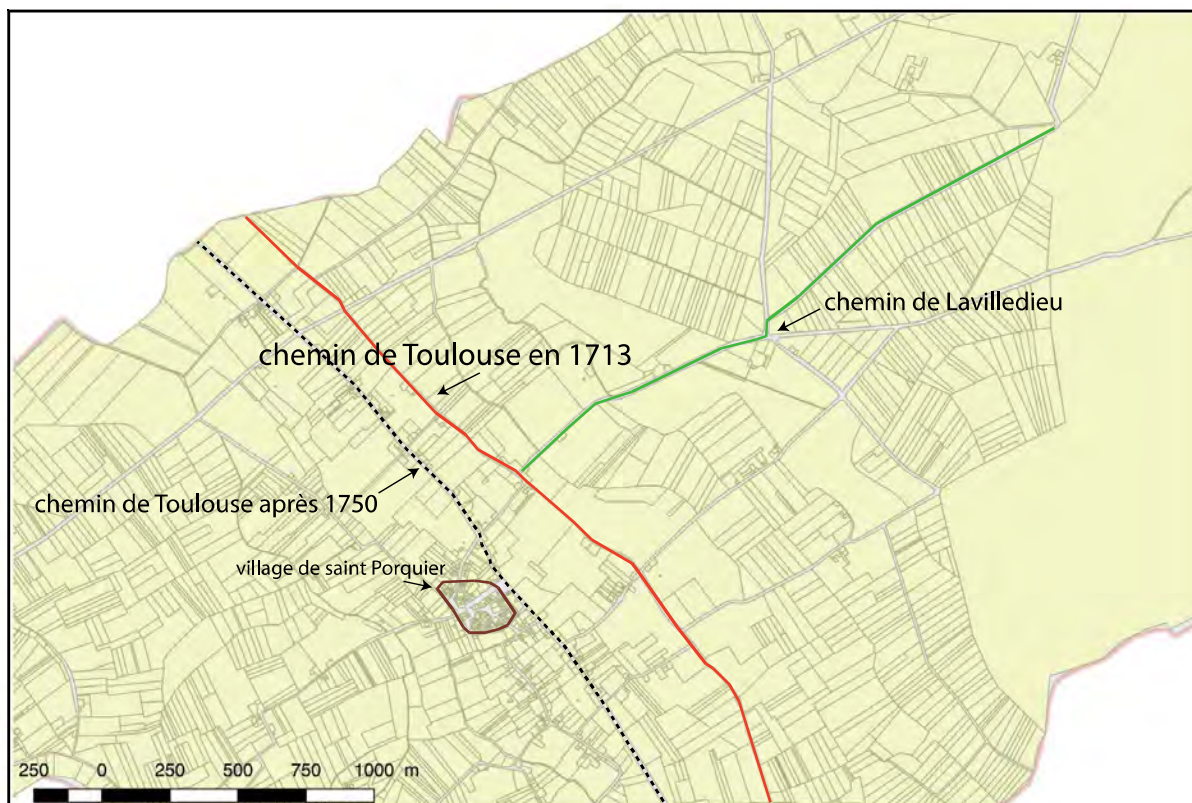 chemin de Lavilledieu
chemin de Toulouse en 1713
chemin de Toulouse après 1750
village de saint Porquier
250 0 250 500 750 1000 m